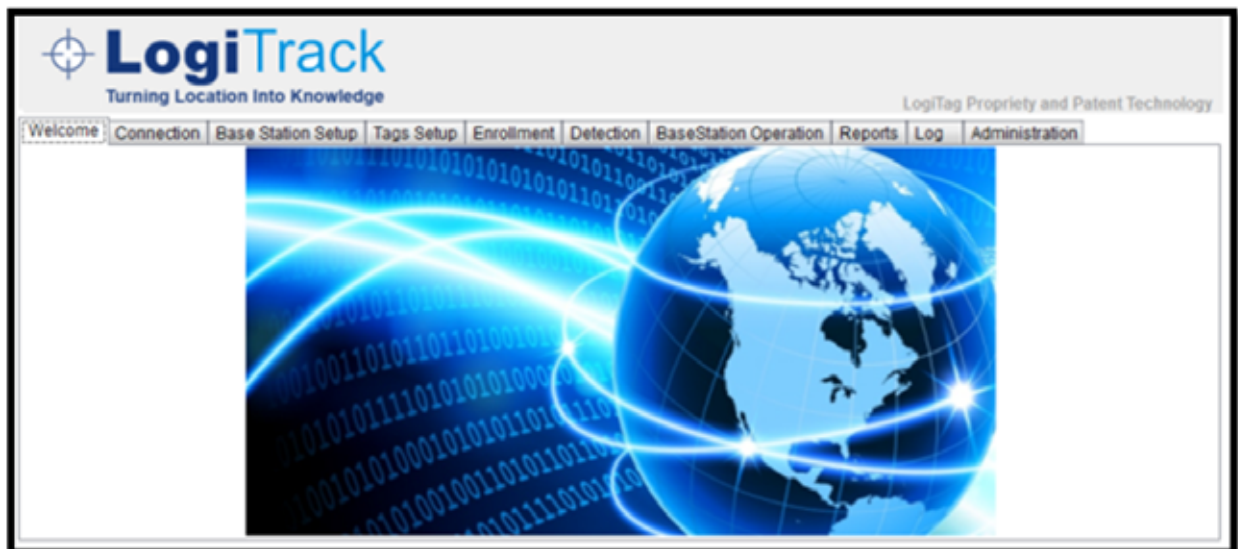 LogiTrack
Turning Location Into Knowledge
LogiTag Propriety and Patent Technology
Welcome Connection Base Station Setup Tags Setup Enrollment Detection BaseStation Operation Reports Log Administration